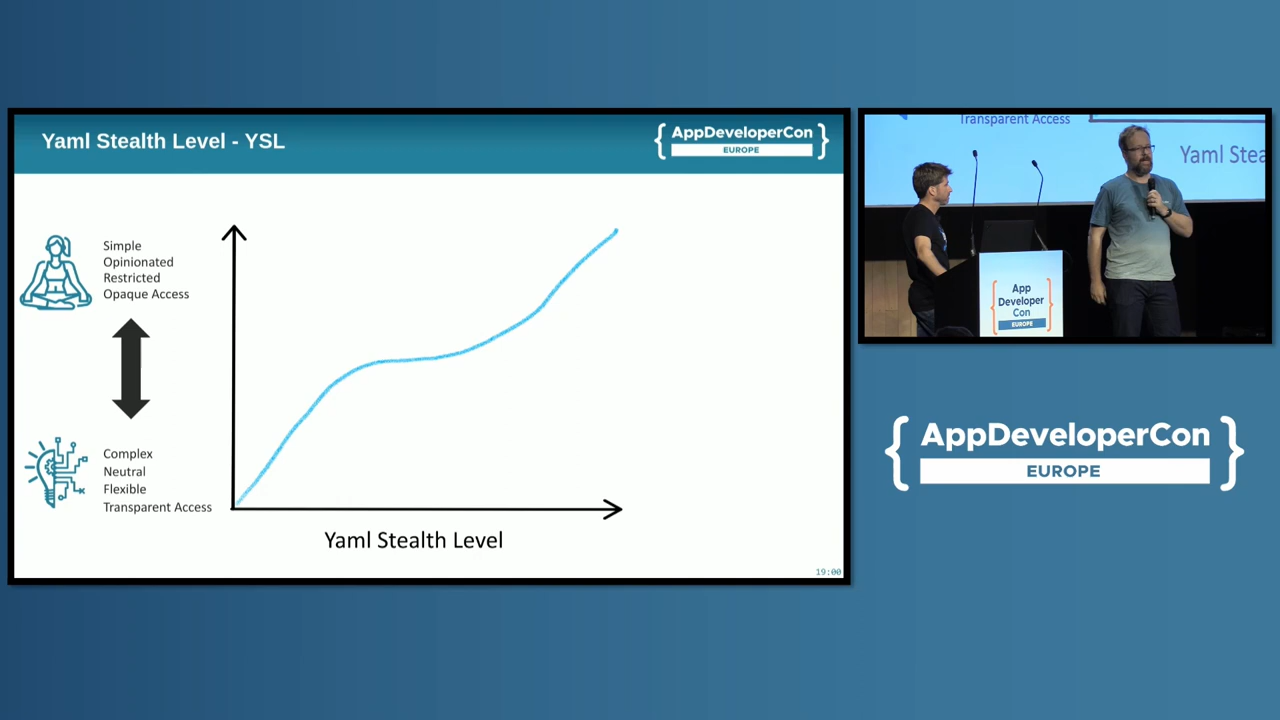 Yaml Stealth Level - YSL
{ AppDeveloperCon }
EUROPE
Simple
Opinionated
Restricted
Opaque Access
Complex
Neutral
Flexible
Transparent Access
Yaml Stealth Level
19:00
Transparent Access
Yaml Stea
App
Developer
Con
EUROPE
{ AppDeveloperCon }
EUROPE